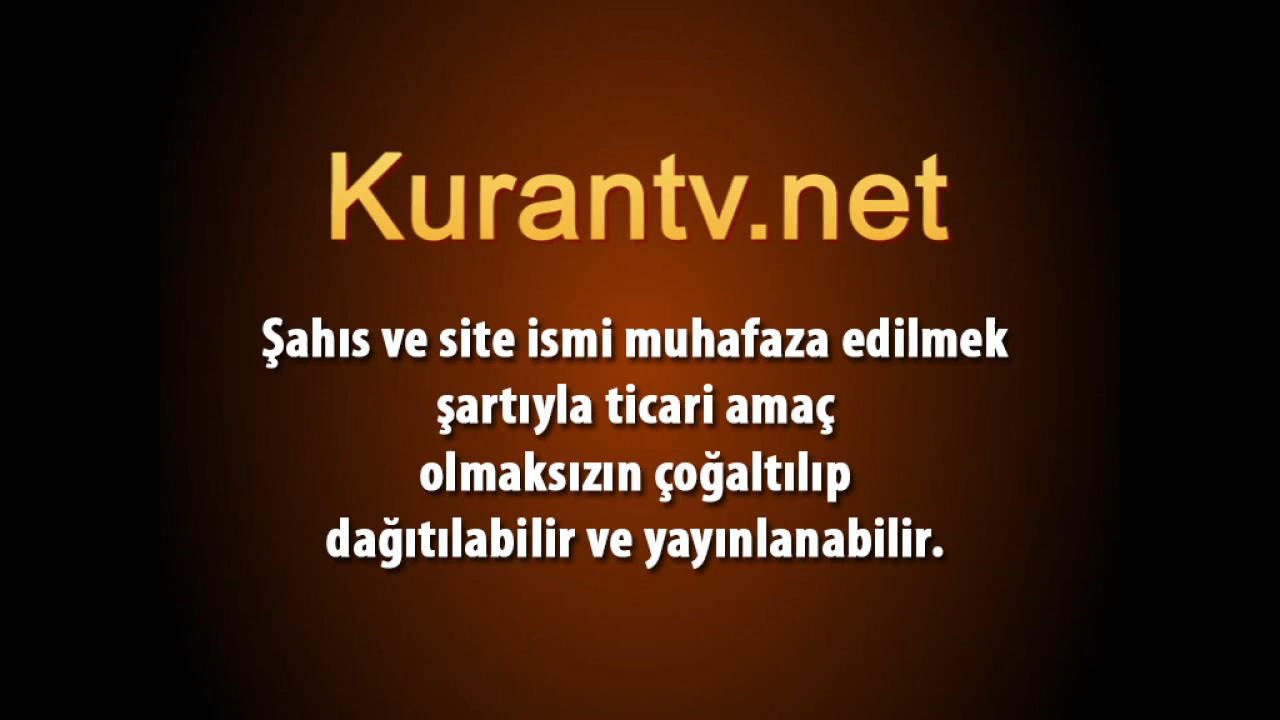 Kurantv.net
Şahıs ve site ismi muhafaza edilmek
şartıyla ticari amaç
olmaksızın çoğaltılıp
dağıtılabilir ve yayınlanabilir.